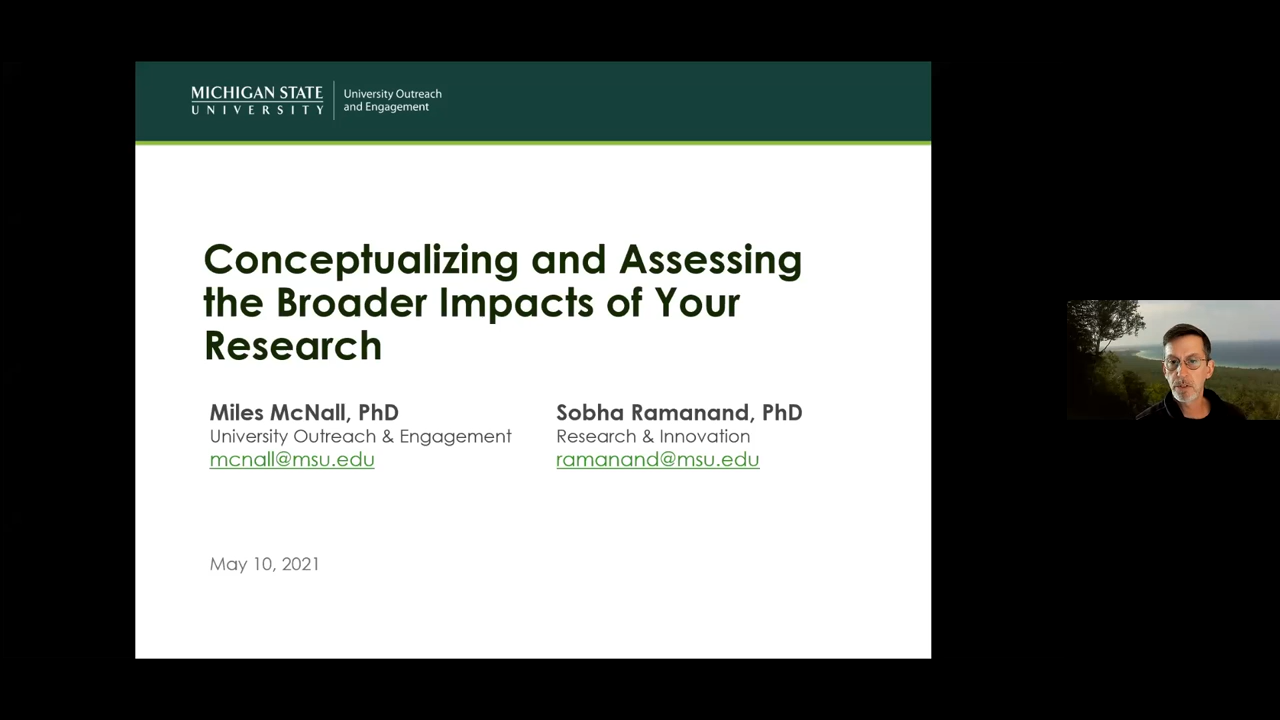 MICHIGAN STATE
UNIVERSITY
University Outreach
and Engagement
Conceptualizing and Assessing
the Broader Impacts of Your
Research
Miles McNall, PhD
University Outreach & Engagement
mcnall@msu.edu
Sobha Ramanand, PhD
Research & Innovation
ramanand@msu.edu
May 10, 2021